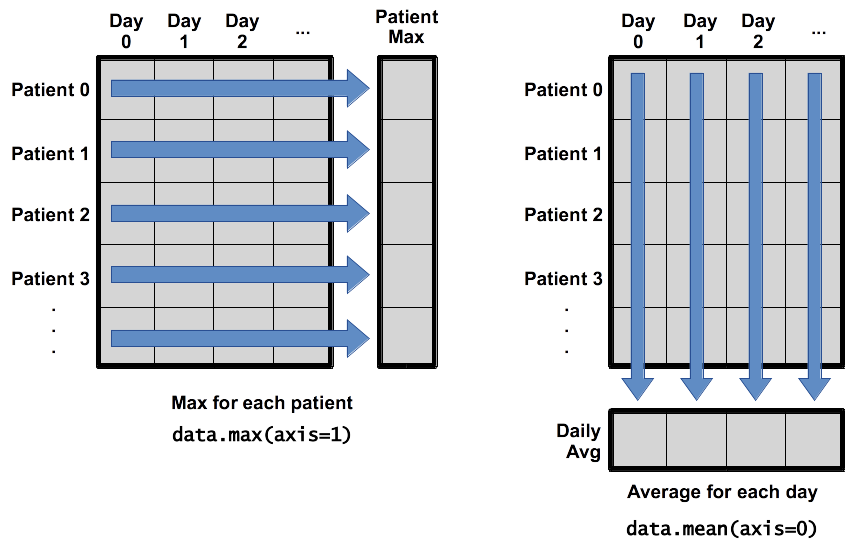 Day 0
Day 1
Day 2
...
Patient Max
Patient 0
Patient 1
Patient 2
Patient 3
.
.
.
Max for each patient
data.max(axis=1)
Day 0
Day 1
Day 2
...
Patient 0
Patient 1
Patient 2
Patient 3
.
.
.
Daily Avg
Average for each day
data.mean(axis=0)